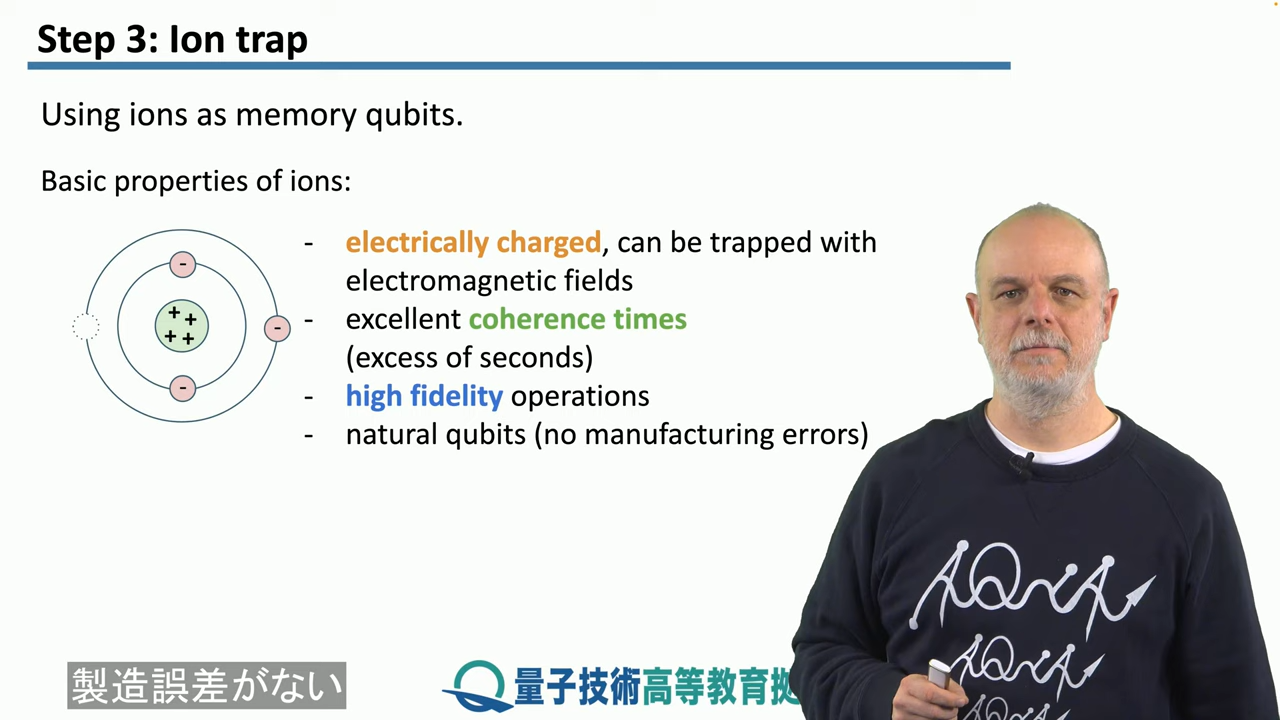 Step 3: Ion trap
Using ions as memory qubits.
Basic properties of ions:
- electrically charged, can be trapped with
electromagnetic fields
- excellent coherence times
(excess of seconds)
- high fidelity operations
- natural qubits (no manufacturing errors)
-
+ +
+ +
-
-
製造誤差がない
量子技術高等教育拠